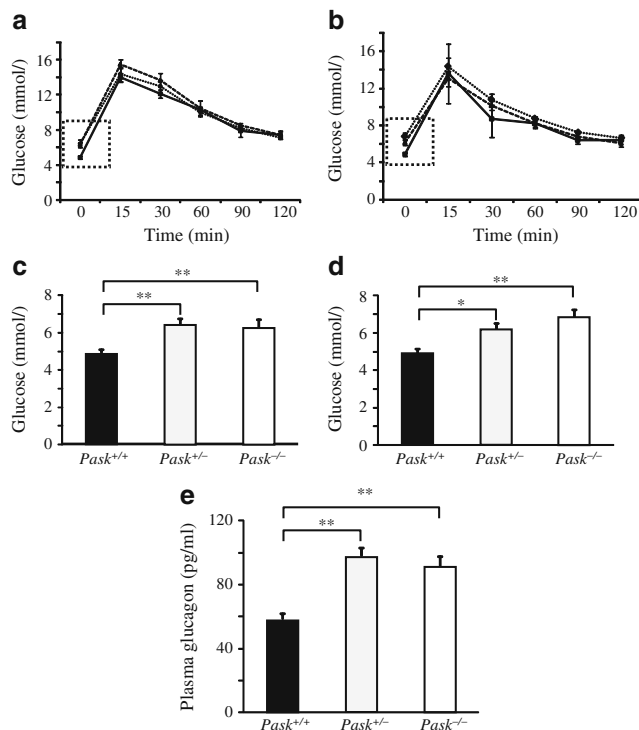 a
b
Glucose (mmol/)
16
12
8
4
0
0 15 30 60 90 120
Time (min)
Glucose (mmol/)
16
12
8
4
0
0 15 30 60 90 120
Time (min)
c
d
Glucose (mmol/)
8
6
4
2
0
**
**
Pask+/+ Pask+/− Pask−/−
Glucose (mmol/)
8
6
4
2
0
**
*
Pask+/+ Pask+/− Pask−/−
e
Plasma glucagon (pg/ml)
120
80
60
0
**
**
Pask+/+ Pask+/− Pask−/−